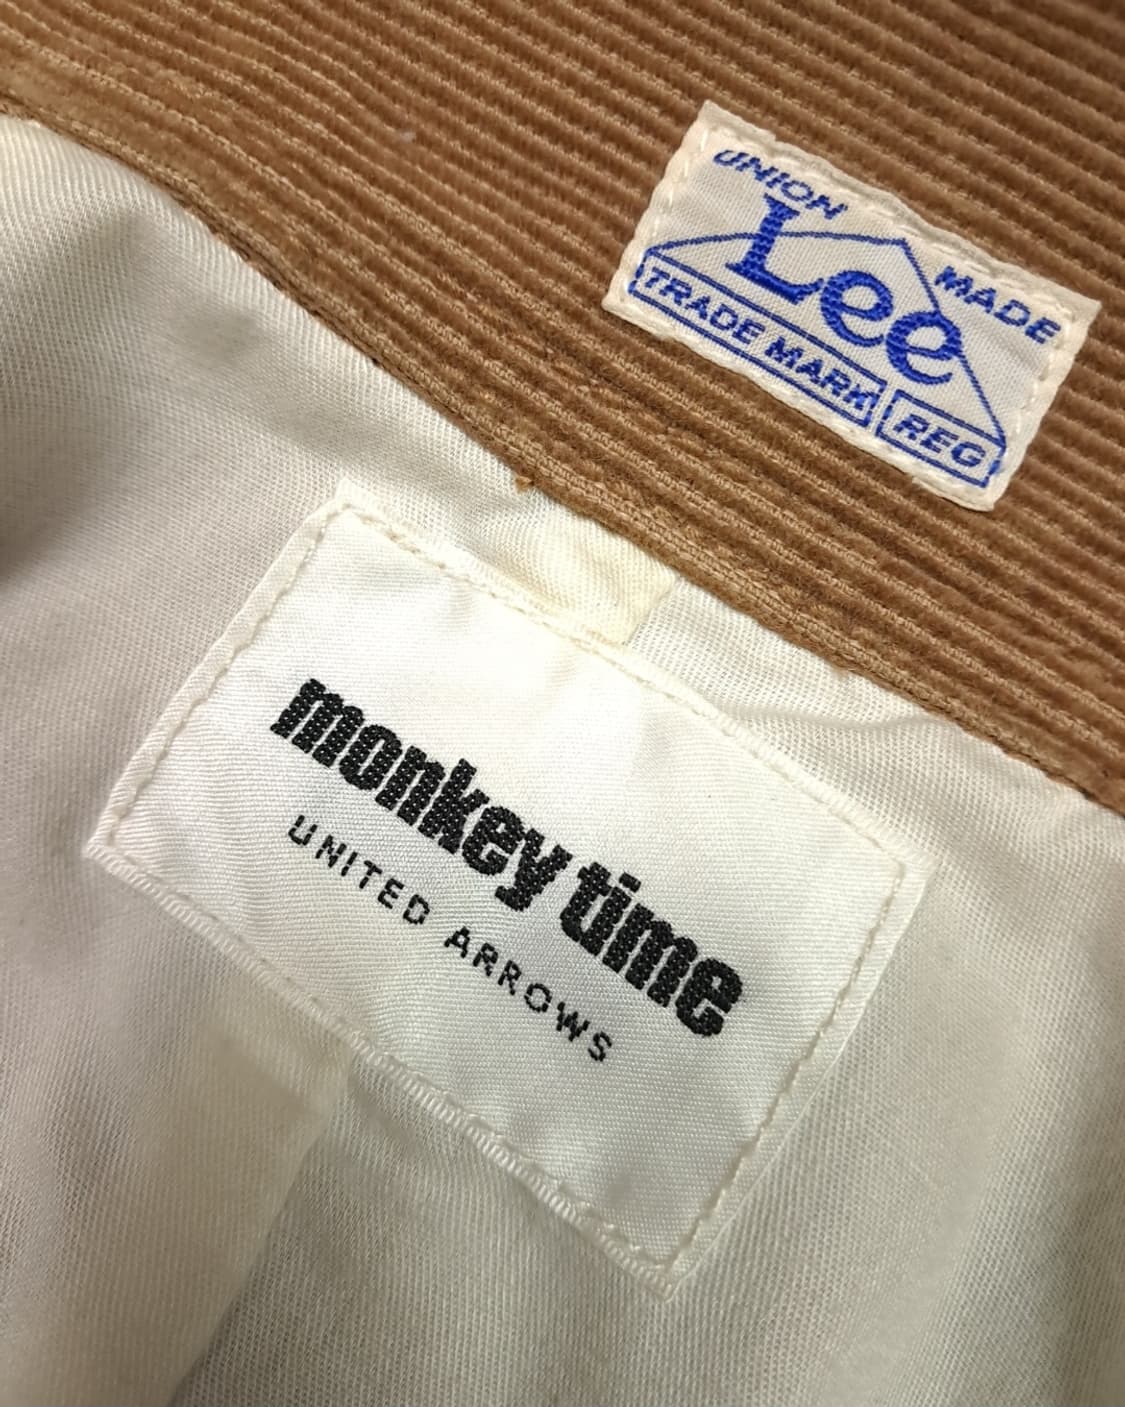 UNION
Lee
MADE
TRADE MARK REG
monkey time
UNITED ARROWS